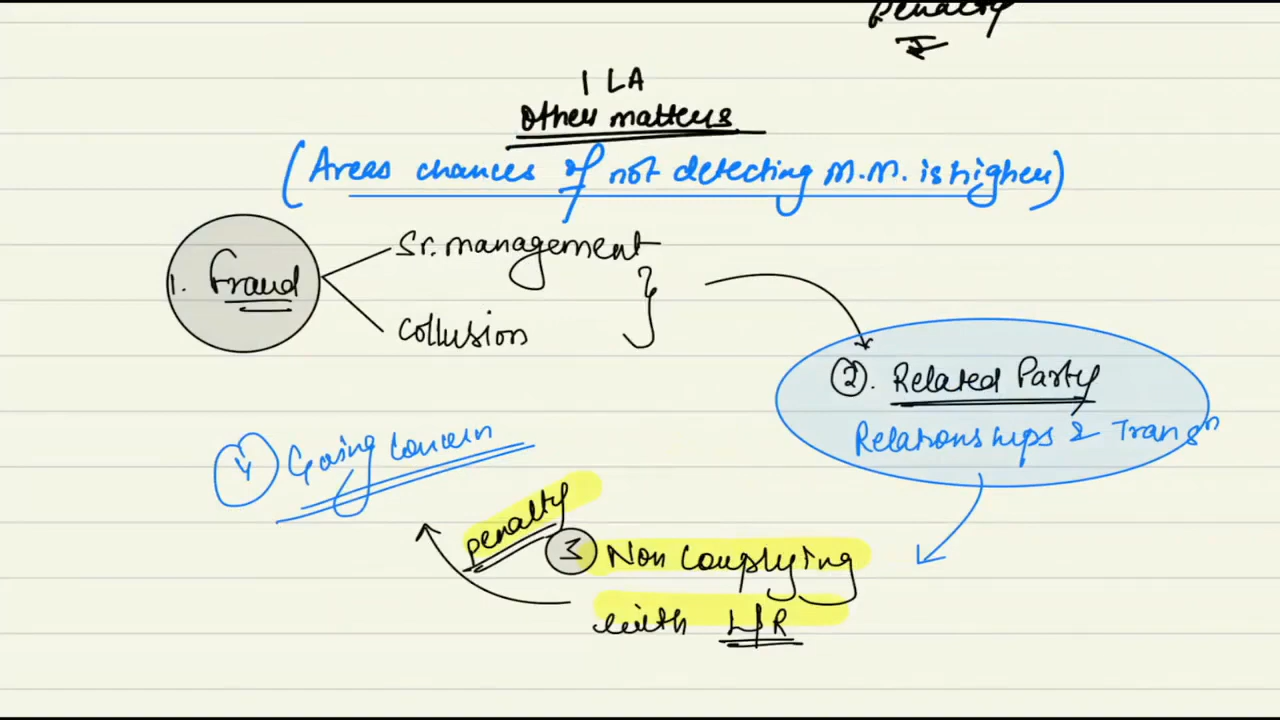 Penalty
I LA
Other matters
(Areas chances of not detecting M.M. is higher)
1. Fraud
Sr. management
collusion
2. Related Party
Relationships & Transn
4 Going concern
penalty
3 Non Complying
with L/R